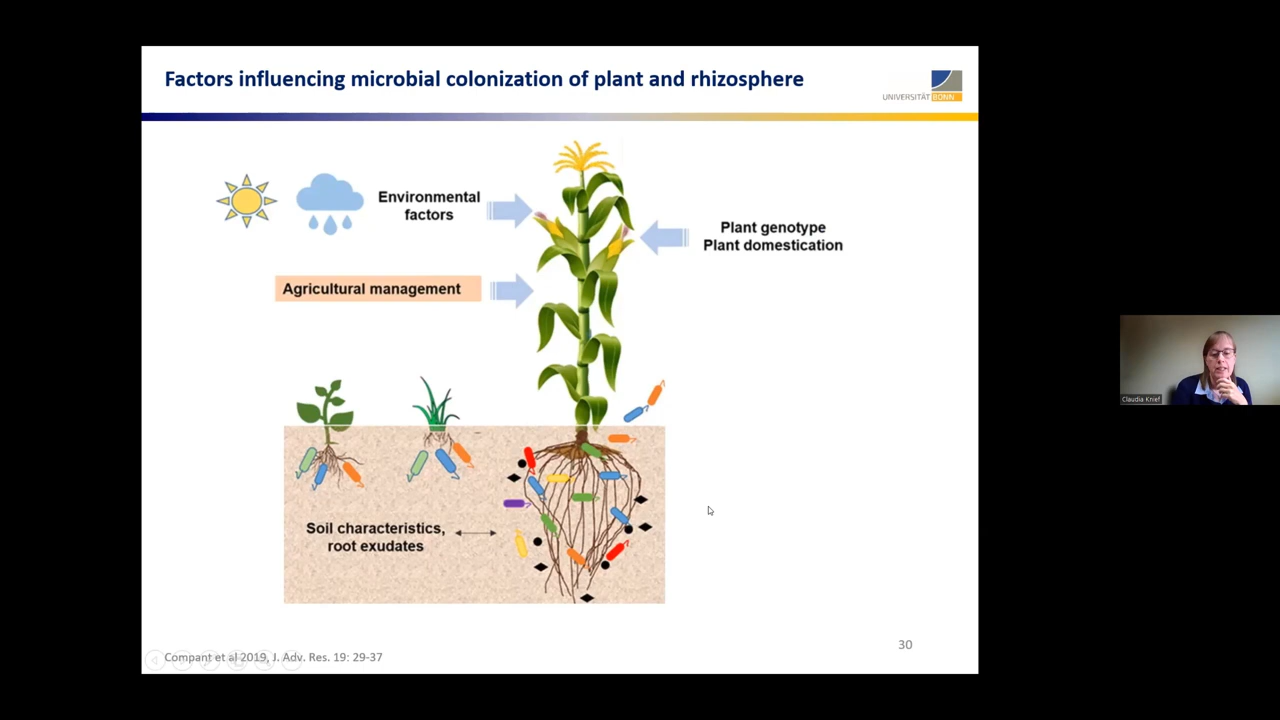 Factors influencing microbial colonization of plant and rhizosphere
UNIVERSITÄT BONN
Environmental
factors
Plant genotype
Plant domestication
Agricultural management
Claudia Knief
Soil characteristics,
root exudates
30
Compant et al 2019, J. Adv. Res. 19: 29-37